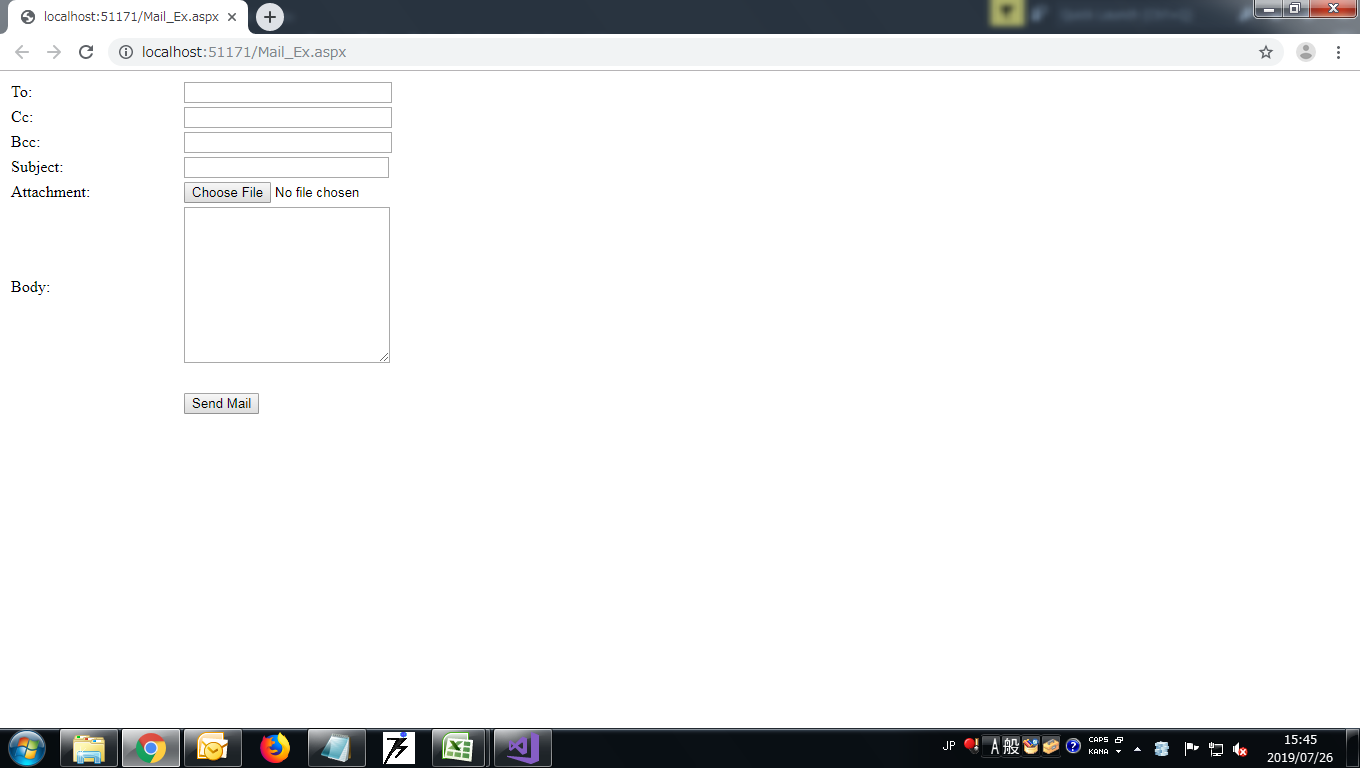 localhost:51171/Mail_Ex.aspx
localhost:51171/Mail_Ex.aspx
To:
Cc:
Bcc:
Subject:
Attachment: Choose File No file chosen
Body:
Send Mail
JP A 般 CAPS KANA
15:45
2019/07/26